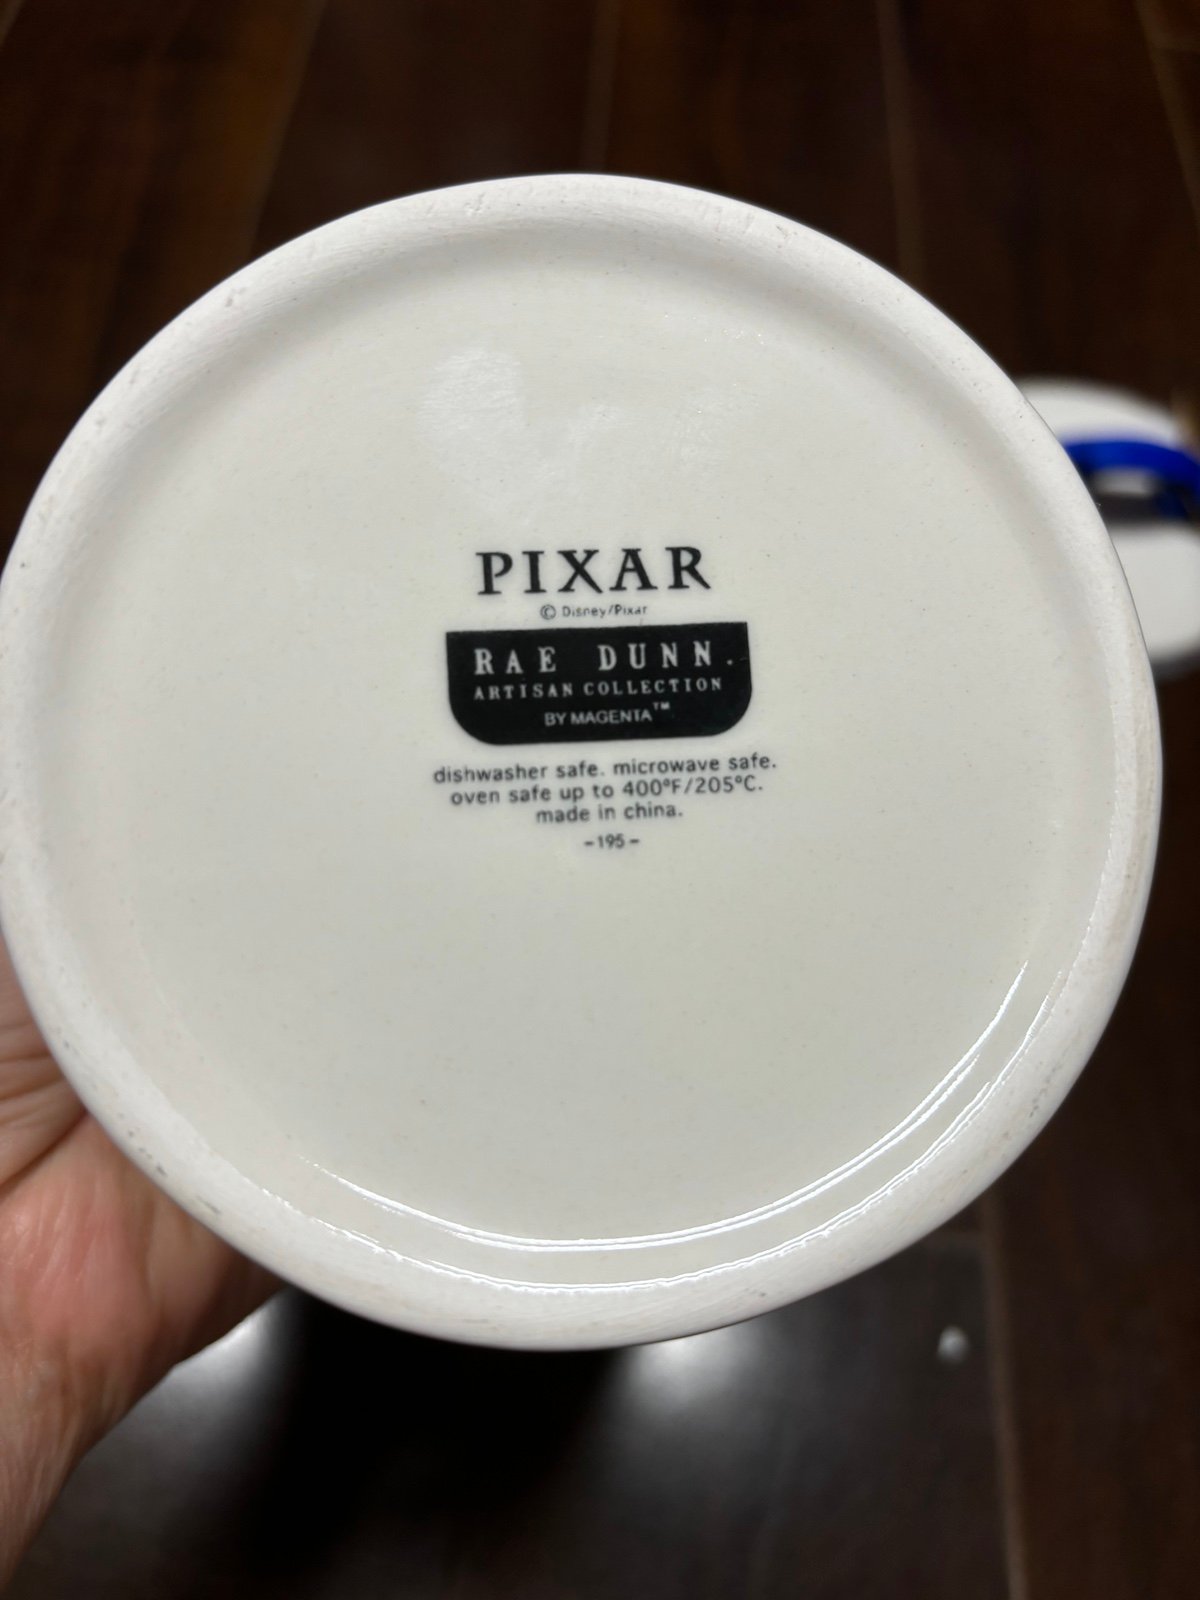 PIXAR
© Disney/Pixar
RAE DUNN.
ARTISAN COLLECTION
BY MAGENTA™
dishwasher safe. microwave safe.
oven safe up to 400°F/205°C.
made in china.
-195-